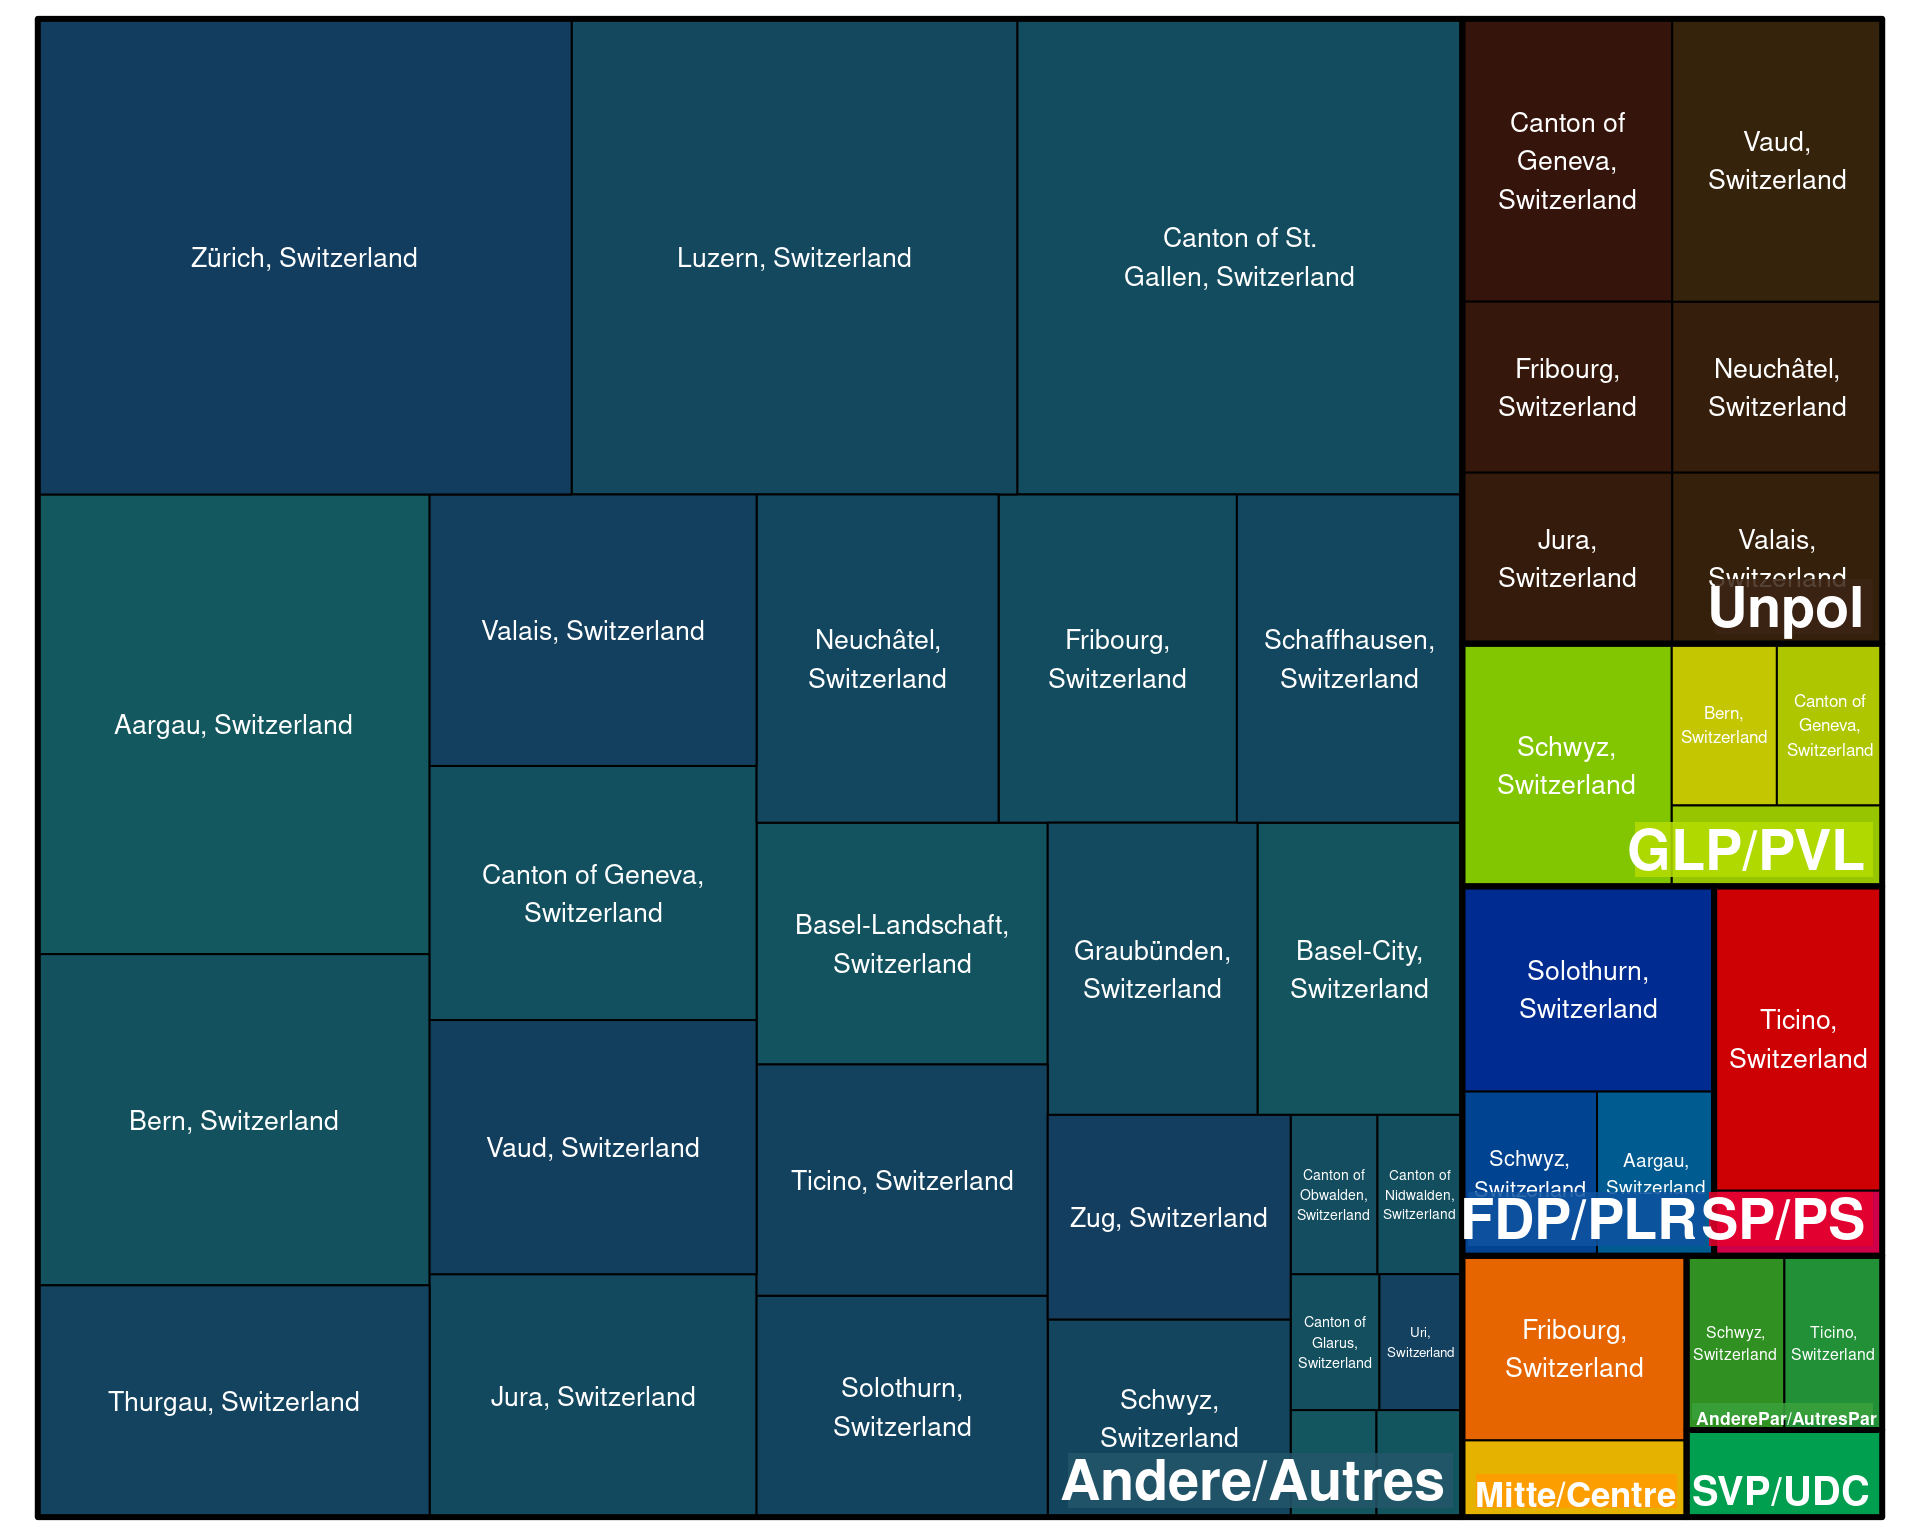 Zürich, Switzerland
Luzern, Switzerland
Canton of St.
Gallen, Switzerland
Aargau, Switzerland
Bern, Switzerland
Thurgau, Switzerland
Valais, Switzerland
Canton of Geneva,
Switzerland
Vaud, Switzerland
Jura, Switzerland
Neuchâtel,
Switzerland
Fribourg,
Switzerland
Schaffhausen,
Switzerland
Basel-Landschaft,
Switzerland
Ticino, Switzerland
Solothurn,
Switzerland
Graubünden,
Switzerland
Basel-City,
Switzerland
Zug, Switzerland
Schwyz,
Switzerland
Canton of
Obwalden,
Switzerland
Canton of
Nidwalden,
Switzerland
Canton of
Glarus,
Switzerland
Uri,
Switzerland
Andere/Autres
Canton of
Geneva,
Switzerland
Vaud,
Switzerland
Fribourg,
Switzerland
Neuchâtel,
Switzerland
Jura,
Switzerland
Valais,
Switzerland
Unpol
Schwyz,
Switzerland
Bern,
Switzerland
Canton of
Geneva,
Switzerland
GLP/PVL
Solothurn,
Switzerland
Schwyz,
Switzerland
Aargau,
Switzerland
FDP/PLR
Ticino,
Switzerland
SP/PS
Fribourg,
Switzerland
Mitte/Centre
Schwyz,
Switzerland
Ticino,
Switzerland
AnderePar/AutresPar
SVP/UDC